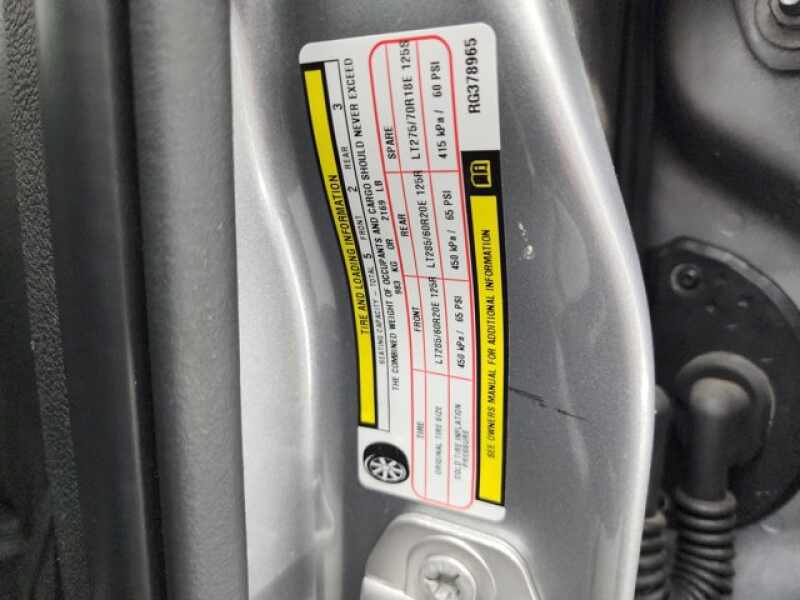 TIRE AND LOADING INFORMATION
SEATING CAPACITY - TOTAL 5 FRONT 2 REAR 3
THE COMBINED WEIGHT OF OCCUPANTS AND CARGO SHOULD NEVER EXCEED
983 KG OR 2169 LB
TIRE FRONT REAR SPARE
ORIGINAL TIRE SIZE LT285/60R20E 125R LT285/60R20E 125R LT275/70R18E 125S
COLD TIRE INFLATION PRESSURE 450 kPa/ 65 PSI 450 kPa/ 65 PSI 415 kPa/ 60 PSI
SEE OWNERS MANUAL FOR ADDITIONAL INFORMATION
RG378965